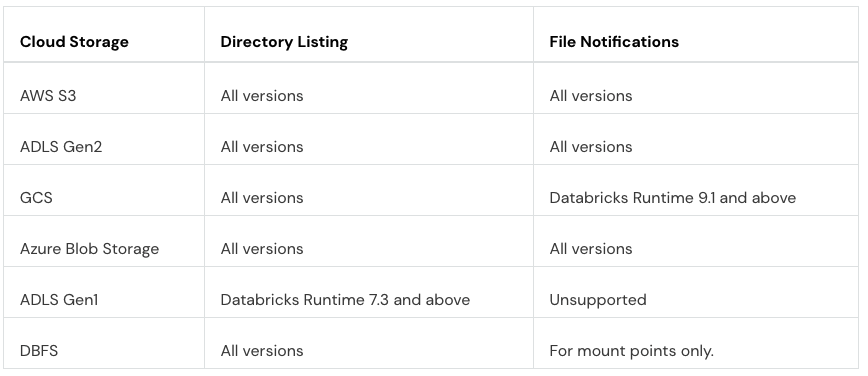 Cloud Storage Directory Listing File Notifications
AWS S3 All versions All versions
ADLS Gen2 All versions All versions
GCS All versions Databricks Runtime 9.1 and above
Azure Blob Storage All versions All versions
ADLS Gen1 Databricks Runtime 7.3 and above Unsupported
DBFS All versions For mount points only.